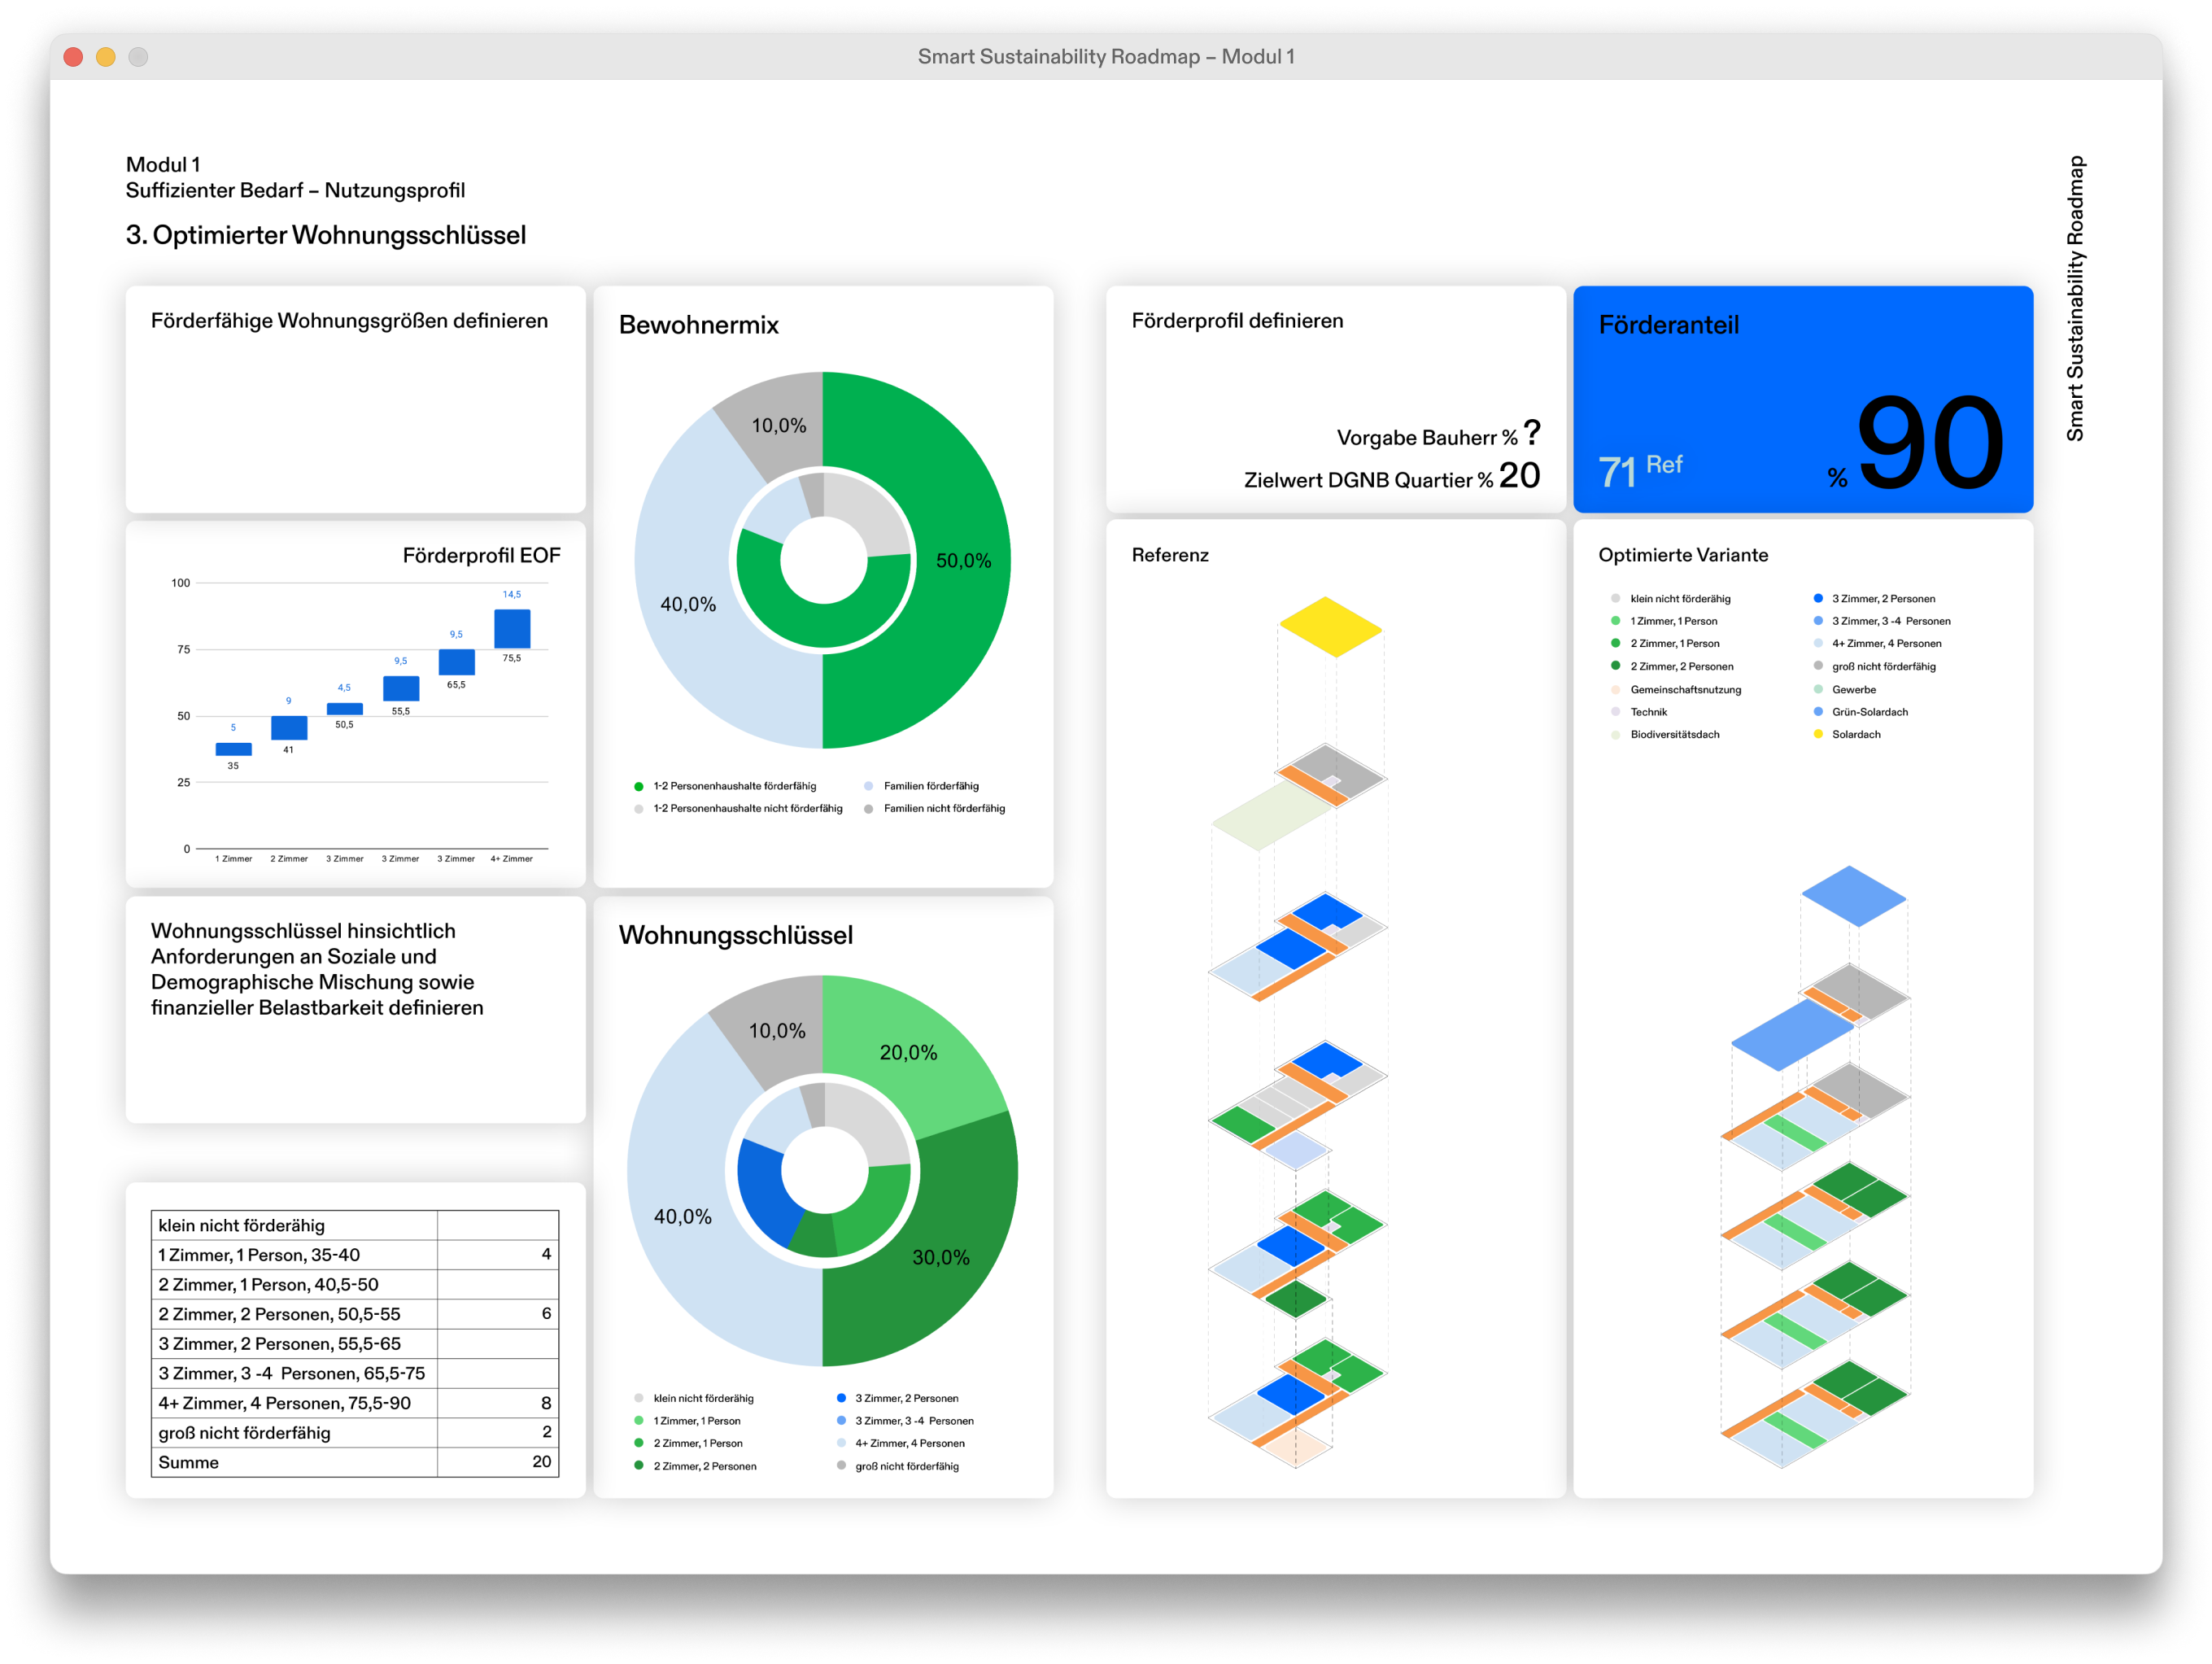 Smart Sustainability Roadmap – Modul 1
Modul 1
Suffizienter Bedarf – Nutzungsprofil
3. Optimierter Wohnungsschlüssel
Smart Sustainability Roadmap
Förderfähige Wohnungsgrößen definieren
Förderprofil EOF
100
75
50
25
0
5
9
4,5
9,5
9,5
14,5
35
41
50,5
55,5
65,5
75,5
1 Zimmer
2 Zimmer
3 Zimmer
3 Zimmer
3 Zimmer
4+ Zimmer
Wohnungsschlüssel hinsichtlich
Anforderungen an Soziale und
Demographische Mischung sowie
finanzieller Belastbarkeit definieren
klein nicht förderähig
1 Zimmer, 1 Person, 35-40 4
2 Zimmer, 1 Person, 40,5-50
2 Zimmer, 2 Personen, 50,5-55 6
3 Zimmer, 2 Personen, 55,5-65
3 Zimmer, 3 -4 Personen, 65,5-75
4+ Zimmer, 4 Personen, 75,5-90 8
groß nicht förderfähig 2
Summe 20
Bewohnermix
10,0%
50,0%
40,0%
1-2 Personenhaushalte förderfähig
Familien förderfähig
1-2 Personenhaushalte nicht förderfähig
Familien nicht förderfähig
Wohnungsschlüssel
10,0%
20,0%
40,0%
30,0%
klein nicht förderähig
1 Zimmer, 1 Person
2 Zimmer, 1 Person
2 Zimmer, 2 Personen
3 Zimmer, 2 Personen
3 Zimmer, 3 -4 Personen
4+ Zimmer, 4 Personen
groß nicht förderfähig
Förderprofil definieren
Vorgabe Bauherr % ?
Zielwert DGNB Quartier % 20
Förderanteil
71 Ref
% 90
Referenz
Optimierte Variante
klein nicht förderähig
1 Zimmer, 1 Person
2 Zimmer, 1 Person
2 Zimmer, 2 Personen
Gemeinschaftsnutzung
Technik
Biodiversitätsdach
3 Zimmer, 2 Personen
3 Zimmer, 3 -4 Personen
4+ Zimmer, 4 Personen
groß nicht förderfähig
Gewerbe
Grün-Solardach
Solardach